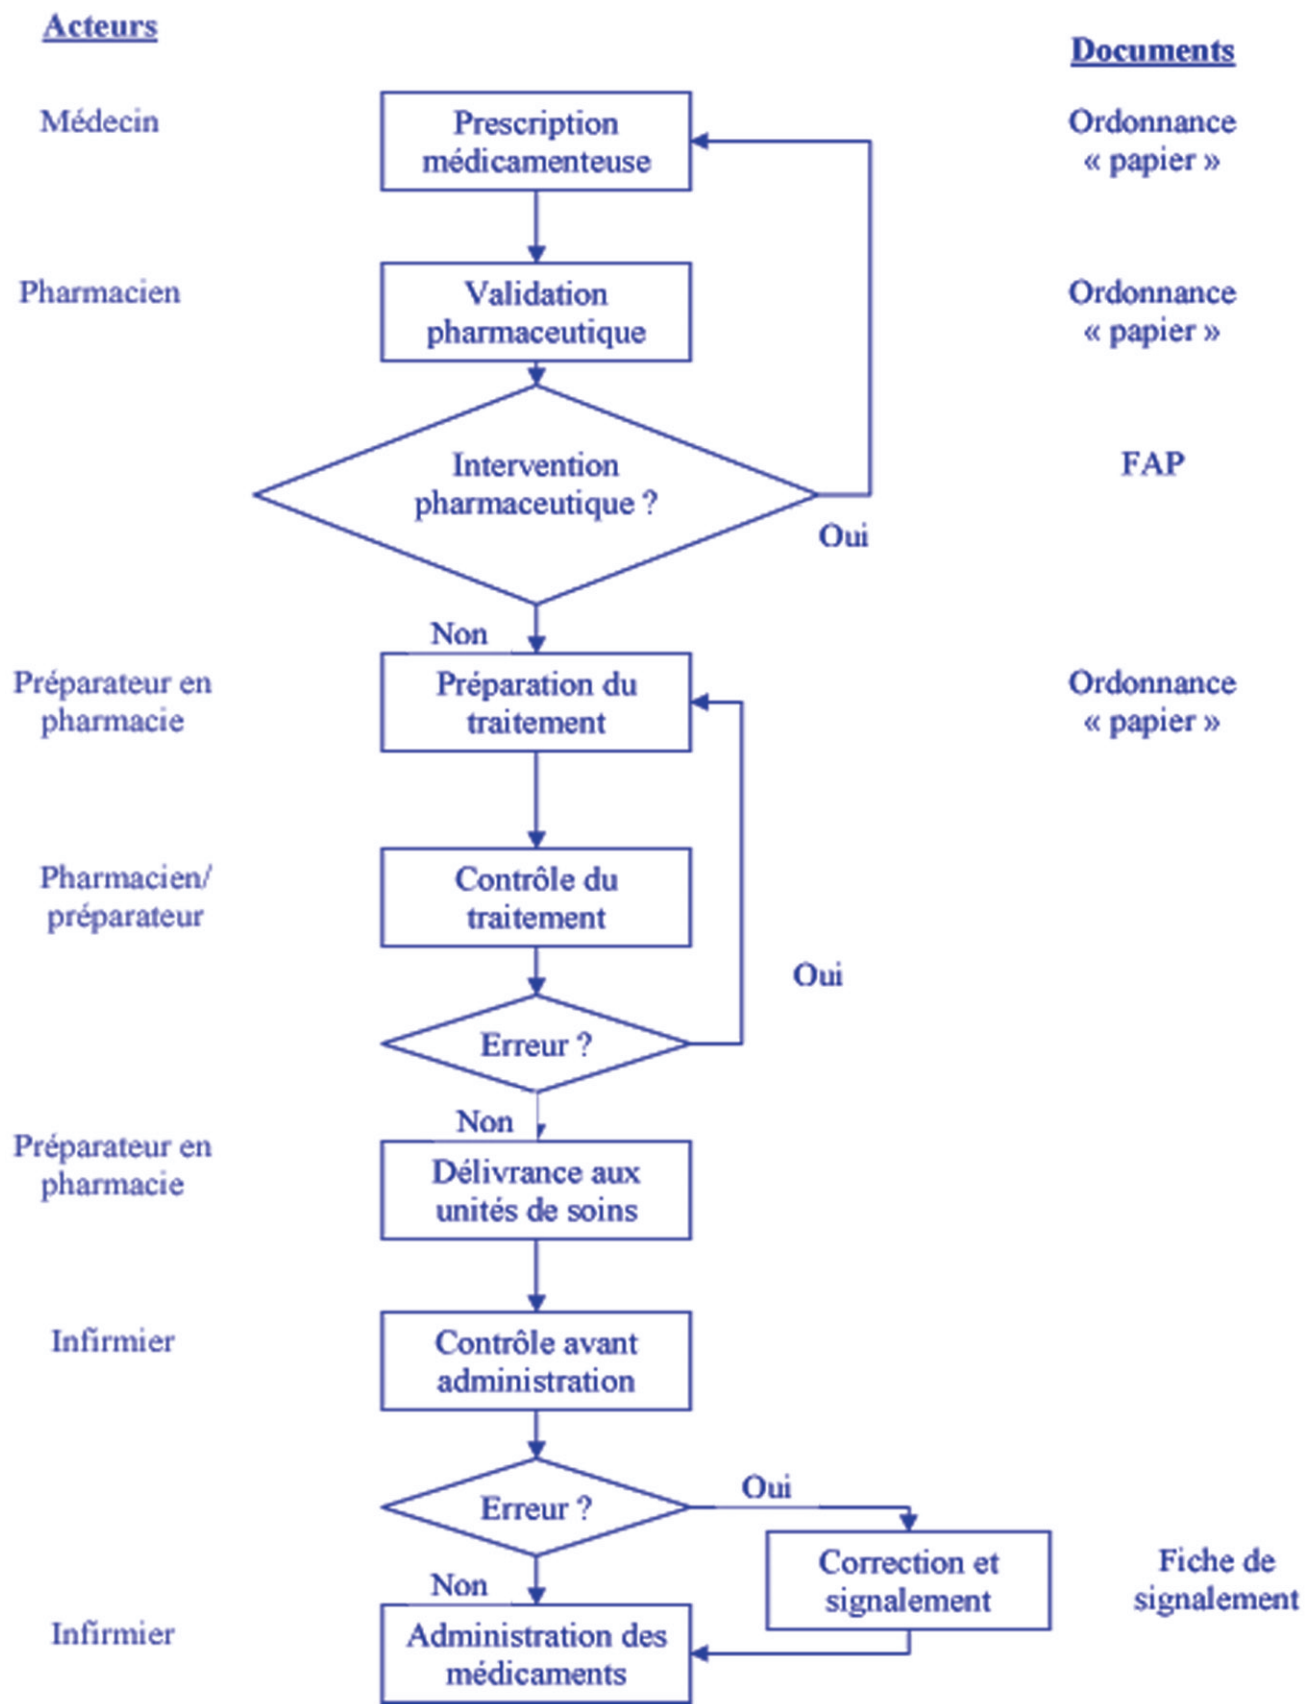 Acteurs
Documents
Médecin
Prescription
médicamenteuse
Ordonnance
« papier »
Pharmacien
Validation
pharmaceutique
Ordonnance
« papier »
Intervention
pharmaceutique ?
FAP
Oui
Non
Préparateur en
pharmacie
Préparation du
traitement
Ordonnance
« papier »
Pharmacien/
préparateur
Contrôle du
traitement
Oui
Erreur ?
Non
Préparateur en
pharmacie
Délivrance aux
unités de soins
Infirmier
Contrôle avant
administration
Oui
Erreur ?
Correction et
signalement
Fiche de
signalement
Non
Infirmier
Administration des
médicaments